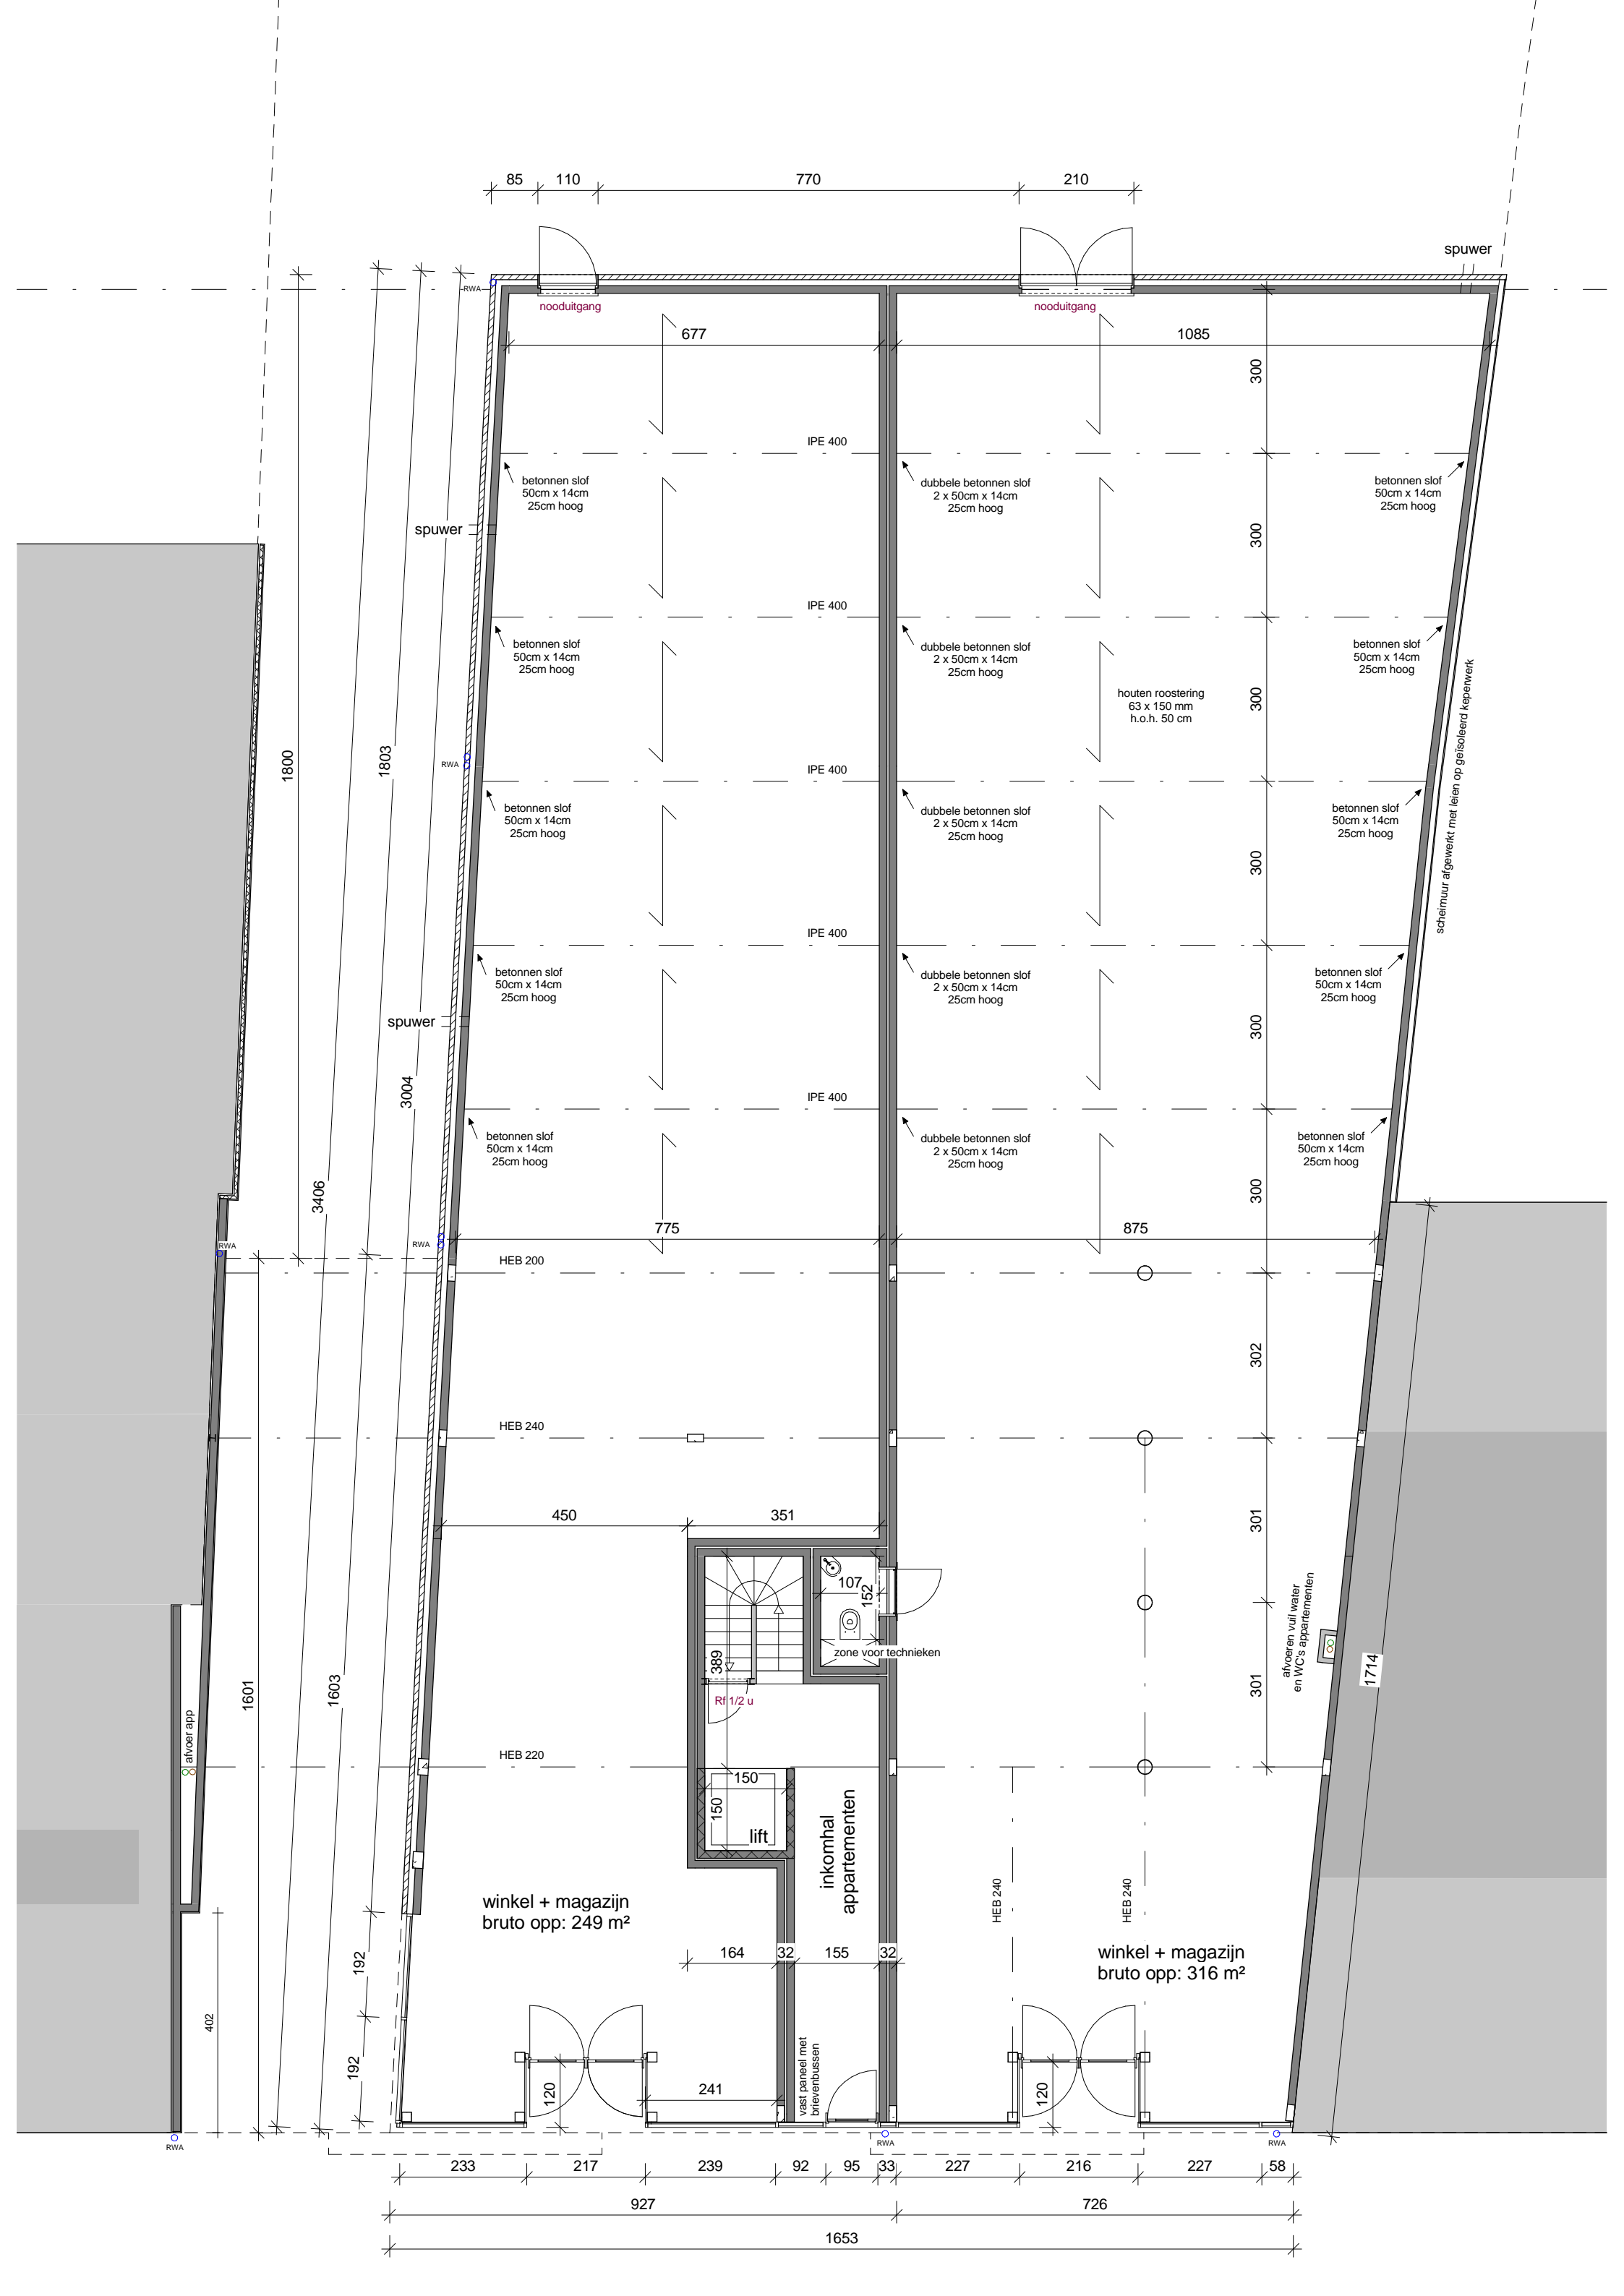 85
110
770
210
spuwer
RWA
nooduitgang
nooduitgang
677
1085
300
IPE 400
betonnen slof
50cm x 14cm
25cm hoog
dubbele betonnen slof
2 x 50cm x 14cm
25cm hoog
betonnen slof
50cm x 14cm
25cm hoog
spuwer
300
IPE 400
betonnen slof
50cm x 14cm
25cm hoog
dubbele betonnen slof
2 x 50cm x 14cm
25cm hoog
betonnen slof
50cm x 14cm
25cm hoog
houten roostering
63 x 150 mm
h.o.h. 50 cm
300
scheimuur afgewerkt met leien op geïsoleerd keperwerk
1800
1803
RWA
IPE 400
betonnen slof
50cm x 14cm
25cm hoog
dubbele betonnen slof
2 x 50cm x 14cm
25cm hoog
betonnen slof
50cm x 14cm
25cm hoog
300
IPE 400
betonnen slof
50cm x 14cm
25cm hoog
dubbele betonnen slof
2 x 50cm x 14cm
25cm hoog
betonnen slof
50cm x 14cm
25cm hoog
spuwer
300
3004
IPE 400
betonnen slof
50cm x 14cm
25cm hoog
dubbele betonnen slof
2 x 50cm x 14cm
25cm hoog
betonnen slof
50cm x 14cm
25cm hoog
3406
300
775
875
RWA
RWA
HEB 200
302
HEB 240
450
351
301
107
152
389
zone voor technieken
afvoeren vuil water
en WC's appartementen
1714
301
1601
1603
Rf 1/2 u
afvoer app
HEB 220
150
150
lift
inkomhal
appartementen
HEB 240
HEB 240
winkel + magazijn
bruto opp: 249 m²
winkel + magazijn
bruto opp: 316 m²
164
32
155
32
192
402
192
120
241
vast paneel met
brievenbussen
120
RWA
RWA
RWA
233
217
239
92
95
33
227
216
227
58
927
726
1653